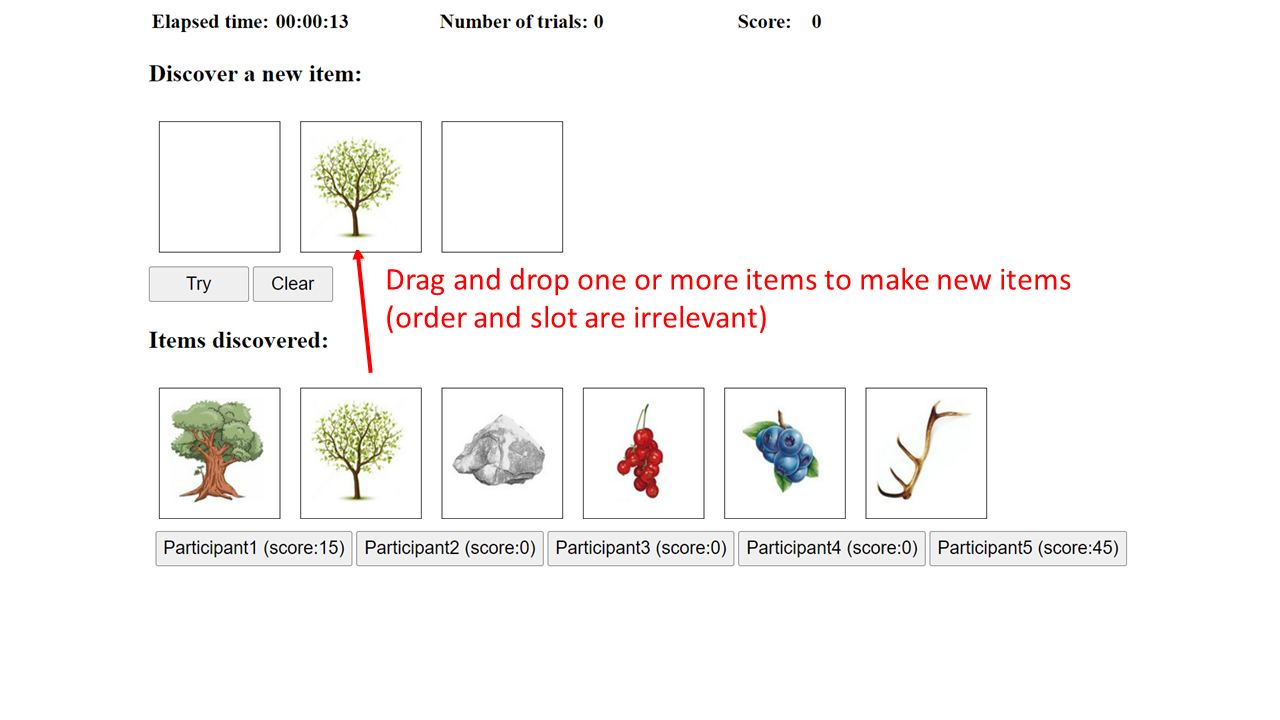 Elapsed time: 00:00:13 Number of trials: 0 Score: 0
Discover a new item:
Try Clear
Drag and drop one or more items to make new items
(order and slot are irrelevant)
Items discovered:
Participant1 (score:15) Participant2 (score:0) Participant3 (score:0) Participant4 (score:0) Participant5 (score:45)